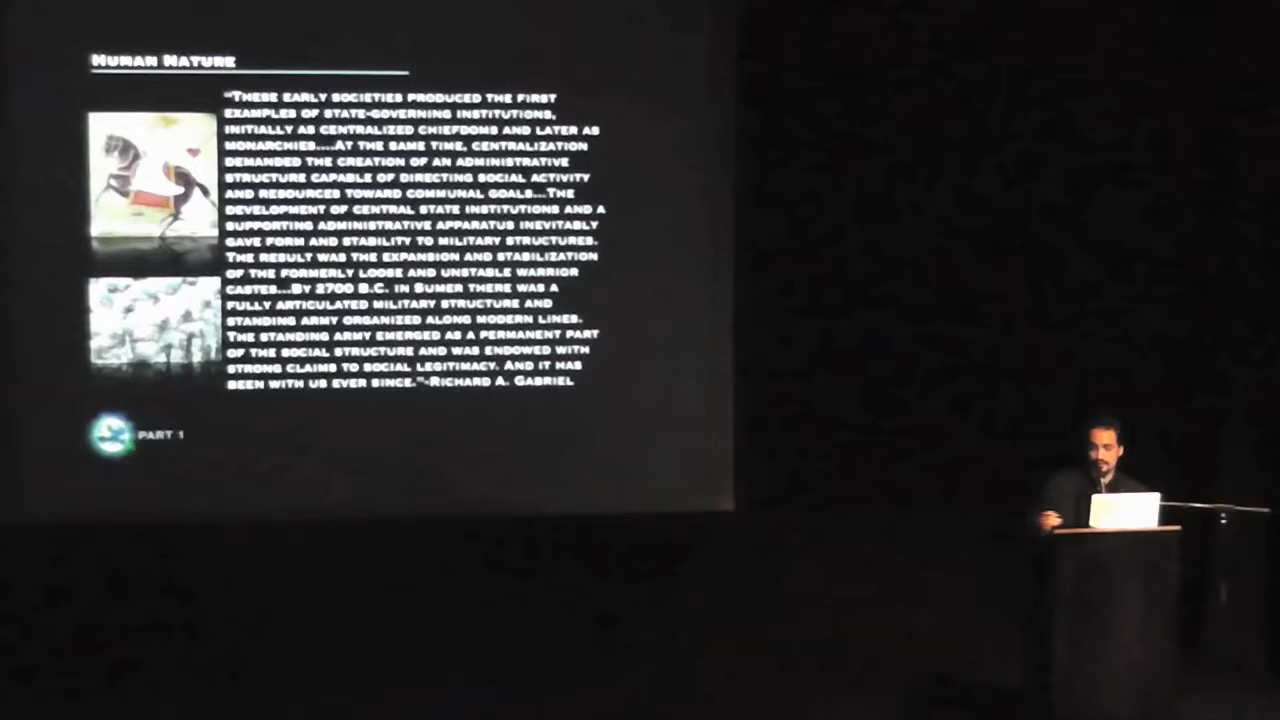 HUMAN NATURE
"THESE EARLY SOCIETIES PRODUCED THE FIRST
EXAMPLES OF STATE-GOVERNING INSTITUTIONS,
INITIALLY AS CENTRALIZED CHIEFDOMS AND LATER AS
MONARCHIES....AT THE SAME TIME, CENTRALIZATION
DEMANDED THE CREATION OF AN ADMINISTRATIVE
STRUCTURE CAPABLE OF DIRECTING SOCIAL ACTIVITY
AND RESOURCES TOWARD COMMUNAL GOALS...THE
DEVELOPMENT OF CENTRAL STATE INSTITUTIONS AND A
SUPPORTING ADMINISTRATIVE APPARATUS INEVITABLY
GAVE FORM AND STABILITY TO MILITARY STRUCTURES.
THE RESULT WAS THE EXPANSION AND STABILIZATION
OF THE FORMERLY LOOSE AND UNSTABLE WARRIOR
CASTES...BY 2700 B.C. IN SUMER THERE WAS A
FULLY ARTICULATED MILITARY STRUCTURE AND
STANDING ARMY ORGANIZED ALONG MODERN LINES.
THE STANDING ARMY EMERGED AS A PERMANENT PART
OF THE SOCIAL STRUCTURE AND WAS ENDOWED WITH
STRONG CLAIMS TO SOCIAL LEGITIMACY. AND IT HAS
BEEN WITH US EVER SINCE."-RICHARD A. GABRIEL
PART 1